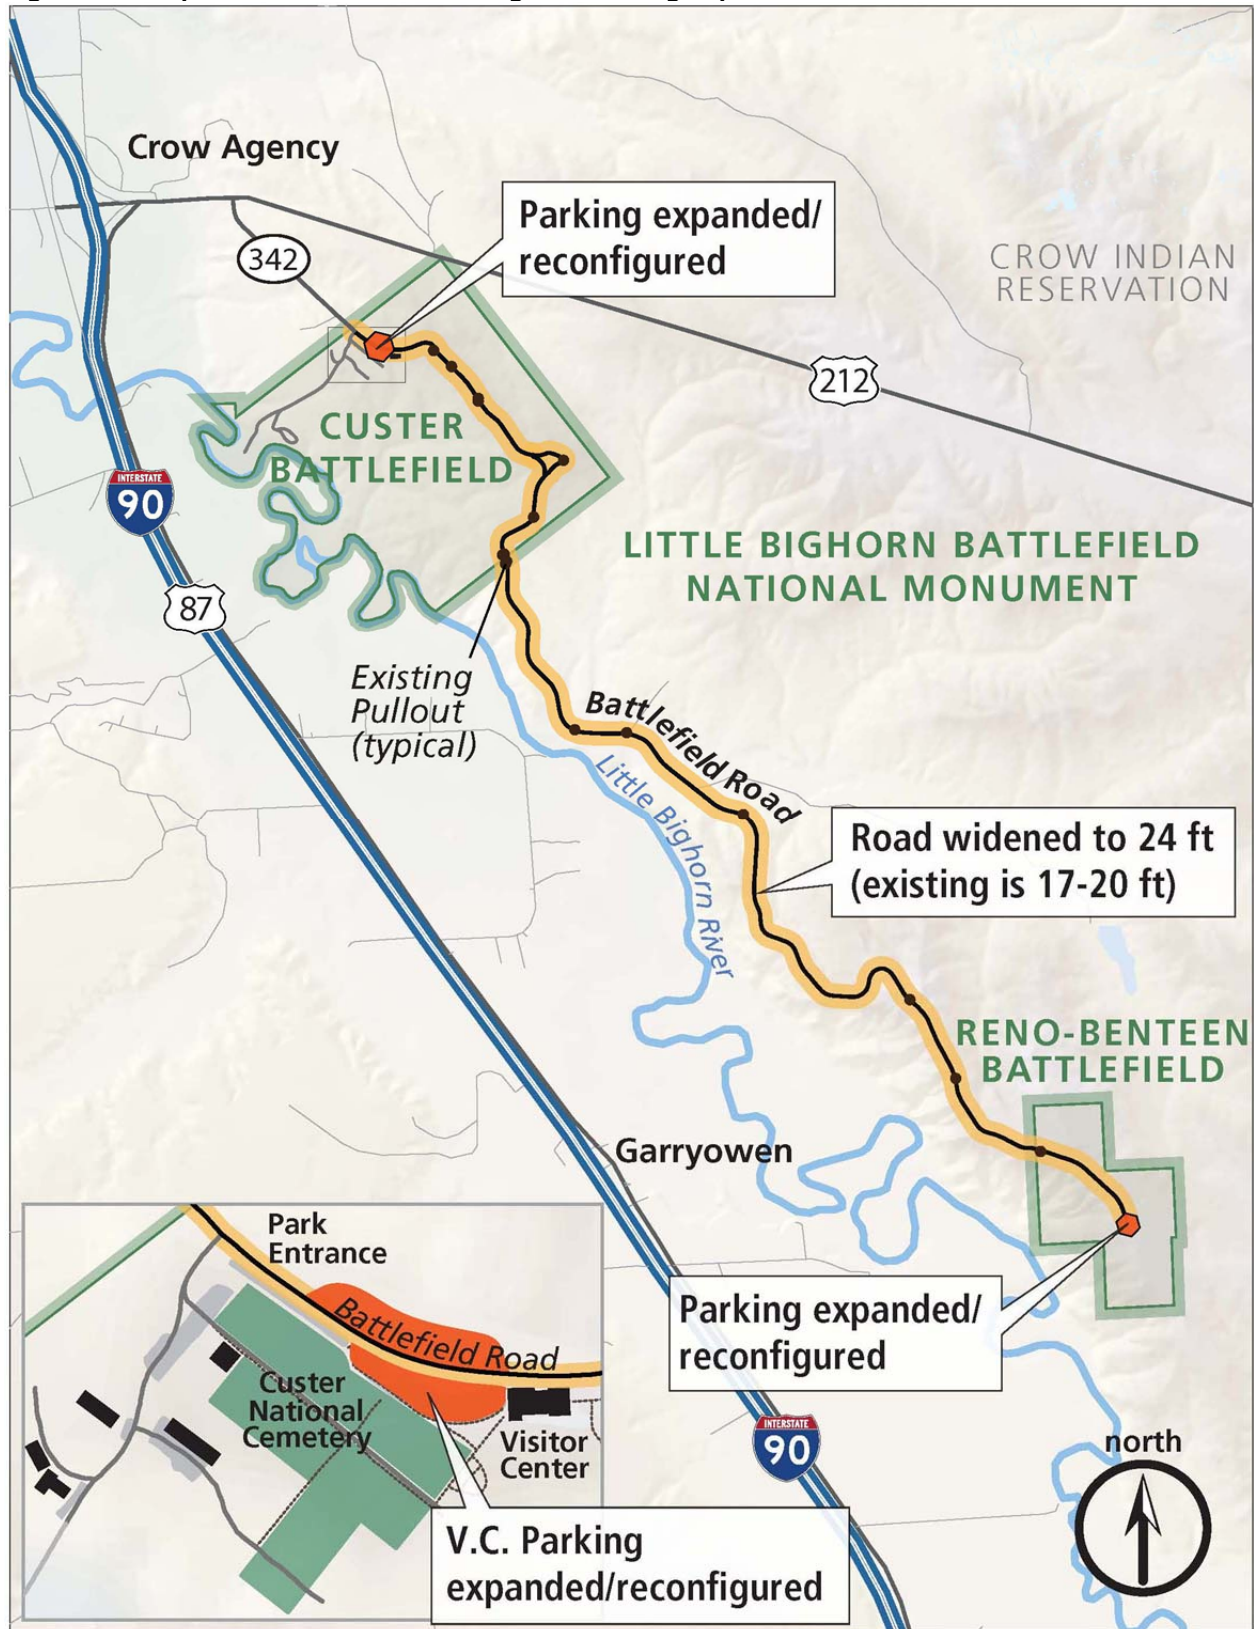 Crow Agency
Parking expanded/
reconfigured
342
CROW INDIAN
RESERVATION
212
CUSTER
BATTLEFIELD
INTERSTATE
90
LITTLE BIGHORN BATTLEFIELD
NATIONAL MONUMENT
87
Existing
Pullout
(typical)
Battlefield Road
Little Bighorn River
Road widened to 24 ft
(existing is 17-20 ft)
RENO-BENTEEN
BATTLEFIELD
Garryowen
Park
Entrance
Battlefield Road
Custer
National
Cemetery
Visitor
Center
Parking expanded/
reconfigured
INTERSTATE
90
north
V.C. Parking
expanded/reconfigured